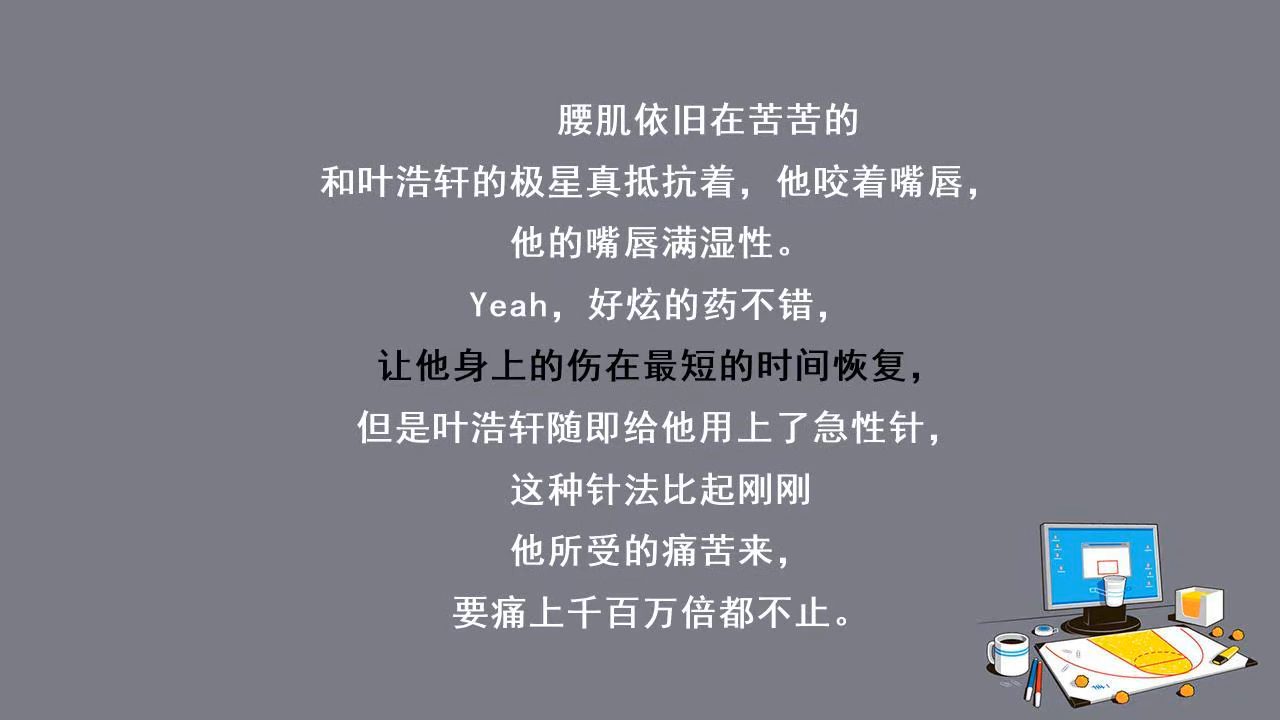 腰肌依旧在苦苦的
和叶浩轩的极星真抵抗着，他咬着嘴唇，
他的嘴唇满湿性。
Yeah，好炫的药不错，
让他身上的伤在最短的时间恢复，
但是叶浩轩随即给他用上了急性针，
这种针法比起刚刚
他所受的痛苦来，
要痛上千百万倍都不止。